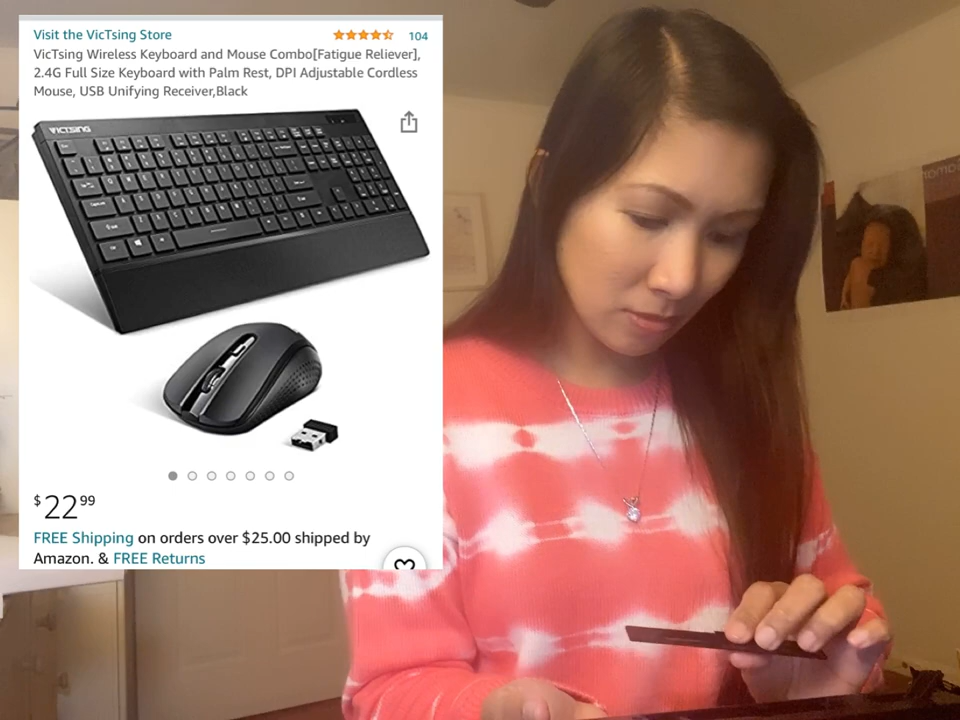 Visit the VicTsing Store
104
VicTsing Wireless Keyboard and Mouse Combo[Fatigue Reliever],
2.4G Full Size Keyboard with Palm Rest, DPI Adjustable Cordless
Mouse, USB Unifying Receiver,Black
VICTSING
$22 99
FREE Shipping on orders over $25.00 shipped by
Amazon. & FREE Returns